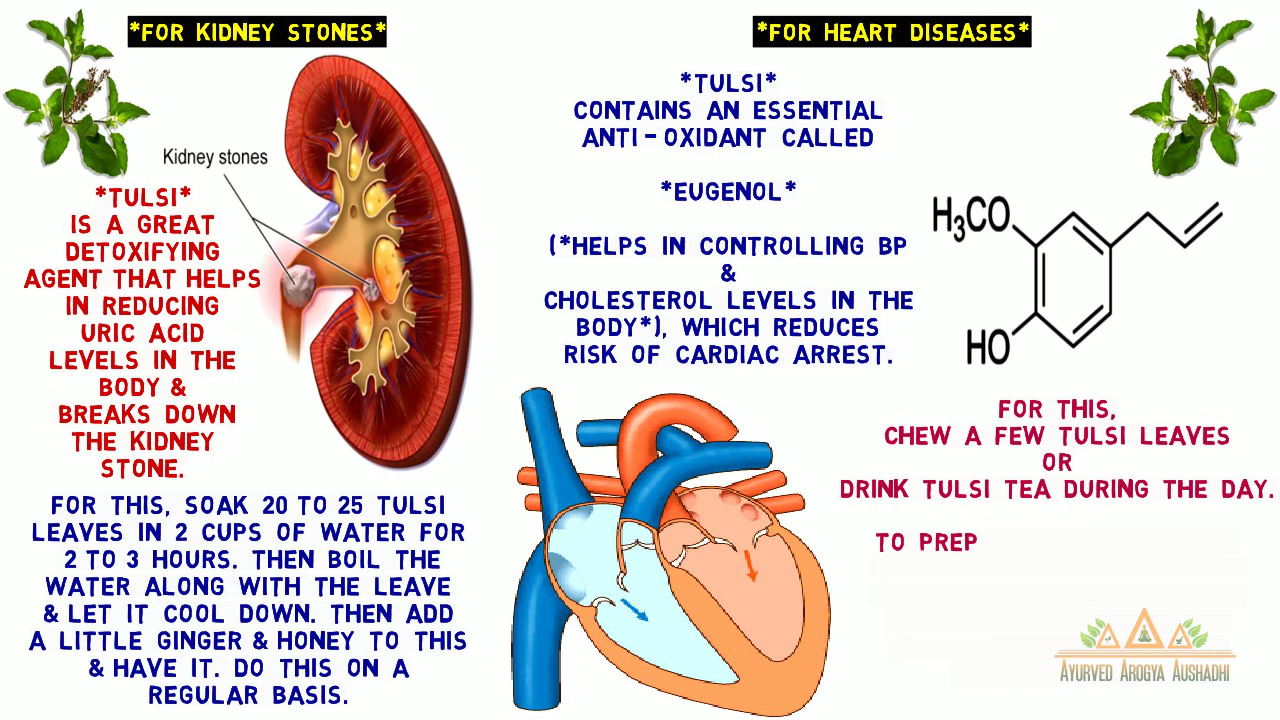 *FOR KIDNEY STONES*
Kidney stones
*TULSI*
IS A GREAT
DETOXIFYING
AGENT THAT HELPS
IN REDUCING
URIC ACID
LEVELS IN THE
BODY &
BREAKS DOWN
THE KIDNEY
STONE.
FOR THIS, SOAK 20 TO 25 TULSI
LEAVES IN 2 CUPS OF WATER FOR
2 TO 3 HOURS. THEN BOIL THE
WATER ALONG WITH THE LEAVE
& LET IT COOL DOWN. THEN ADD
A LITTLE GINGER & HONEY TO THIS
& HAVE IT. DO THIS ON A
REGULAR BASIS.
*FOR HEART DISEASES*
*TULSI*
CONTAINS AN ESSENTIAL
ANTI-OXIDANT CALLED
*EUGENOL*
(*HELPS IN CONTROLLING BP
&
CHOLESTEROL LEVELS IN THE
BODY*), WHICH REDUCES
RISK OF CARDIAC ARREST.
H₃CO
HO
FOR THIS,
CHEW A FEW TULSI LEAVES
OR
DRINK TULSI TEA DURING THE DAY.
TO PREP
AYURVED AROGYA AUSHADHI